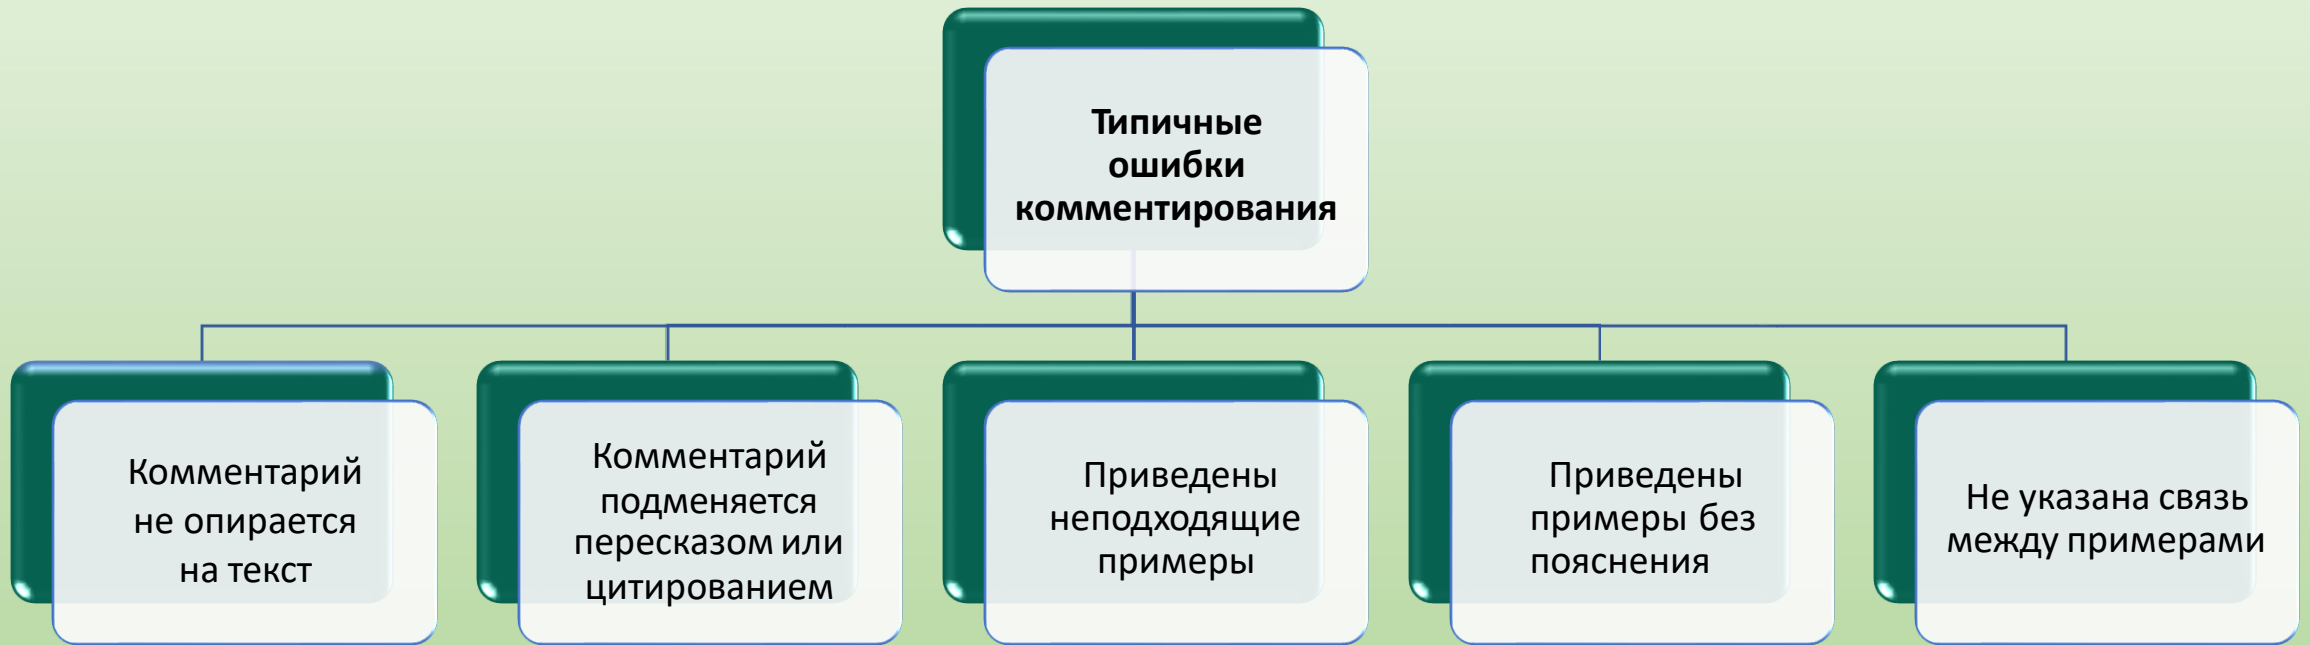 Типичные
ошибки
комментирования
Комментарий
не опирается
на текст
Комментарий
подменяется
пересказом или
цитированием
Приведены
неподходящие
примеры
Приведены
примеры без
пояснения
Не указана связь
между примерами